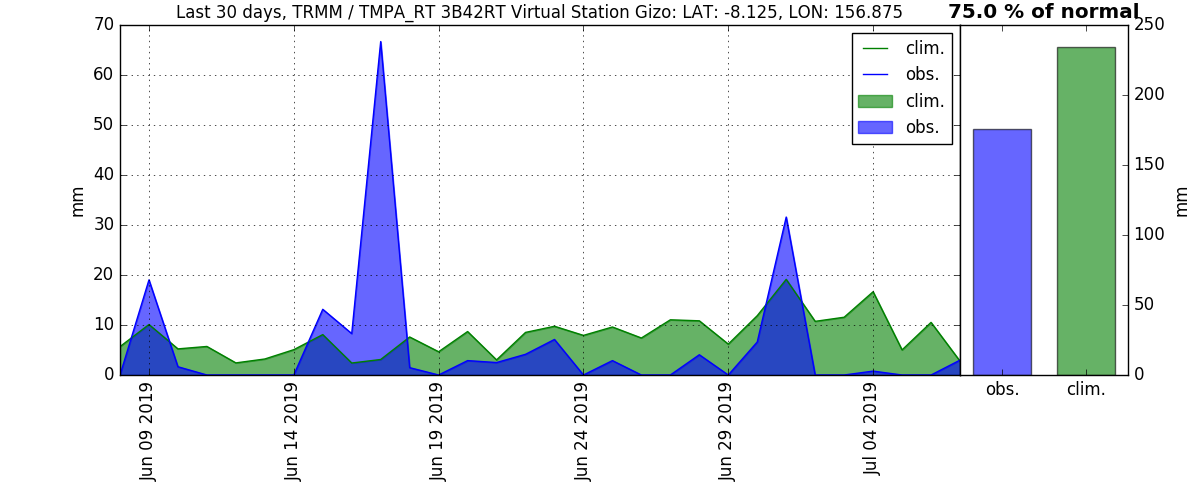 Last 30 days, TRMM / TMPA_RT 3B42RT Virtual Station Gizo: LAT: -8.125, LON: 156.875
75.0 % of normal
70
60
50
40
30
20
10
0
mm
clim.
obs.
clim.
obs.
Jun 09 2019
Jun 14 2019
Jun 19 2019
Jun 24 2019
Jun 29 2019
Jul 04 2019
250
200
150
100
50
0
mm
obs.
clim.